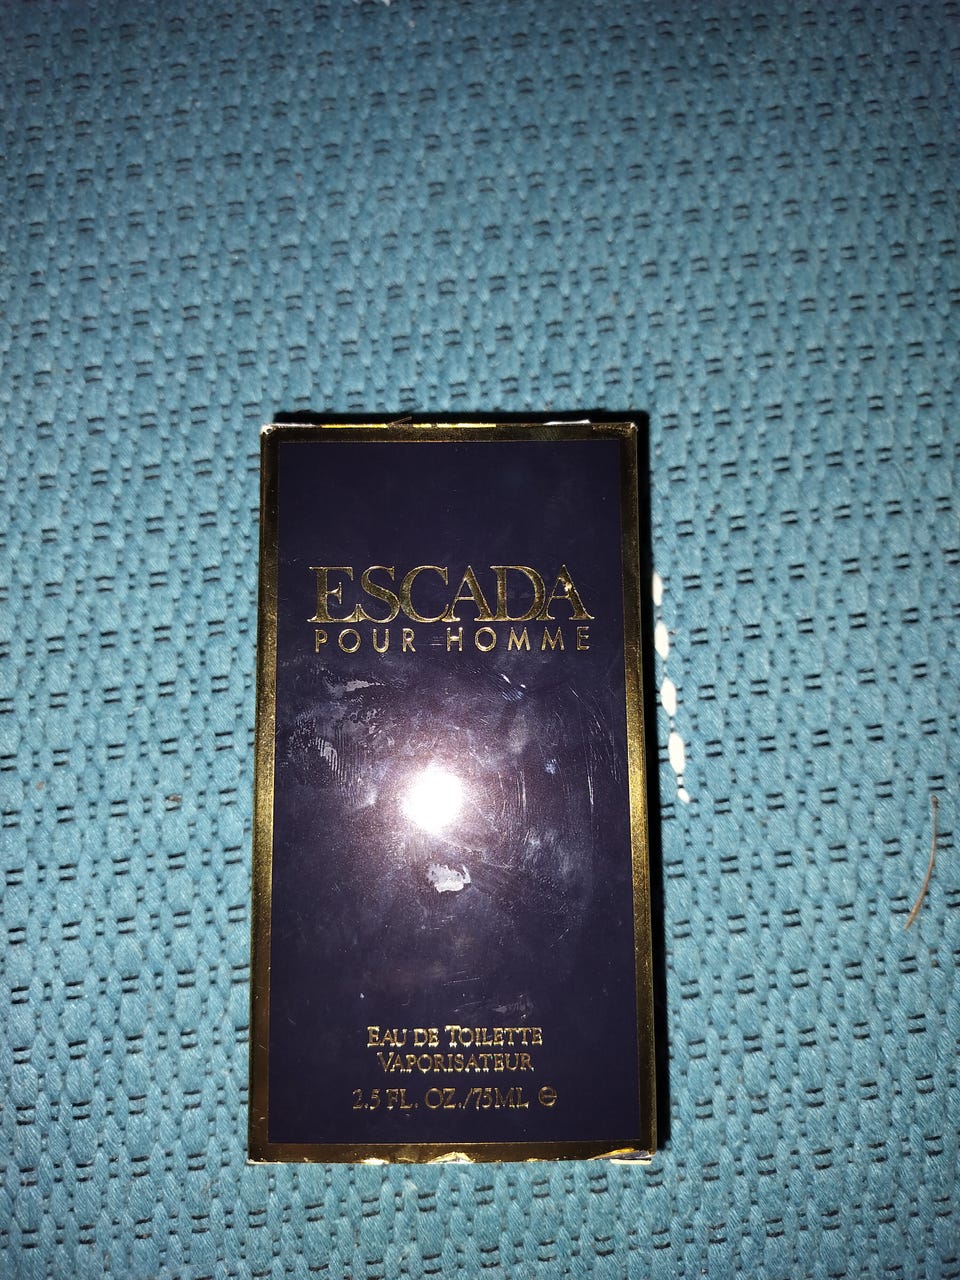 ESCADA
POUR HOMME
EAU DE TOILETTE
VAPORISATEUR
2.5 FL. OZ./75ML ℮